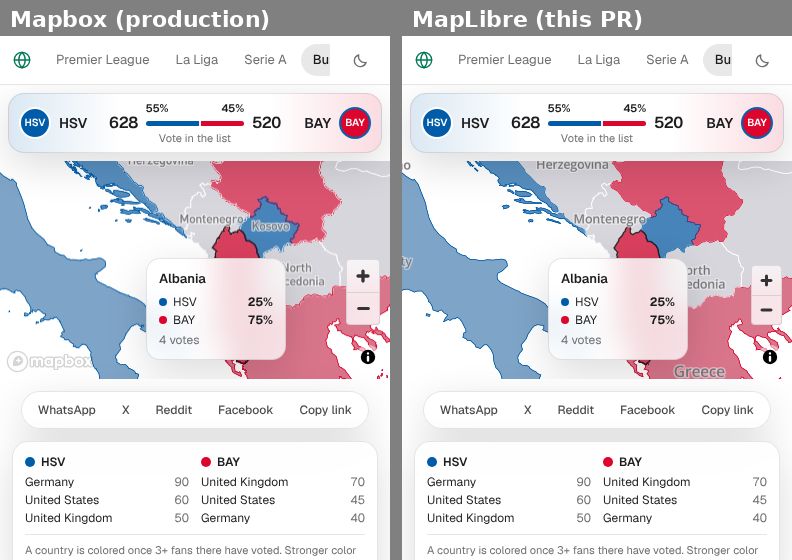 Mapbox (production)
Premier League La Liga Serie A Bu
HSV HSV 628 55% 45% 520 BAY BAY
Vote in the list
Herzegovina
Montenegro
Kosovo
North
cedonia
Albania
HSV 25%
BAY 75%
4 votes
+
−
mapbox
i
WhatsApp X Reddit Facebook Copy link
HSV BAY
Germany 90 United Kingdom 70
United States 60 United States 45
United Kingdom 50 Germany 40
A country is colored once 3+ fans there have voted. Stronger color
MapLibre (this PR)
Premier League La Liga Serie A Bu
HSV HSV 628 55% 45% 520 BAY BAY
Vote in the list
o
Herzegovina
Montenegro
ty
orth
cedonia
Albania
HSV 25%
BAY 75%
4 votes
+
−
Greece
i
WhatsApp X Reddit Facebook Copy link
HSV BAY
Germany 90 United Kingdom 70
United States 60 United States 45
United Kingdom 50 Germany 40
A country is colored once 3+ fans there have voted. Stronger color